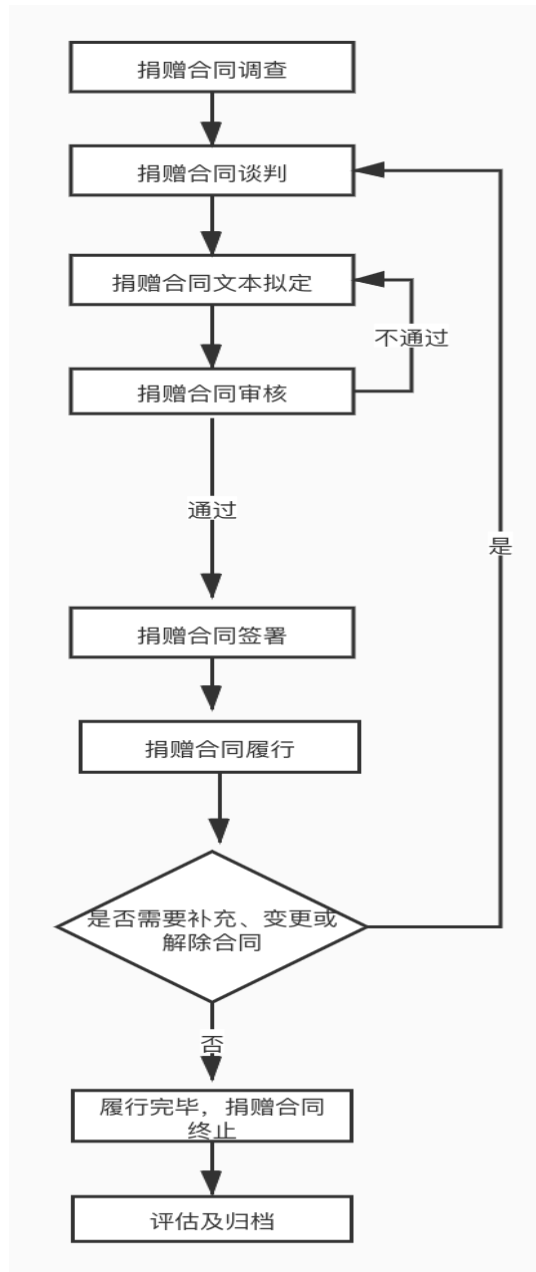 捐赠合同调查
捐赠合同谈判
捐赠合同文本拟定
不通过
捐赠合同审核
通过
是
捐赠合同签署
捐赠合同履行
是否需要补充、变更或
解除合同
否
履行完毕，捐赠合同
终止
评估及归档